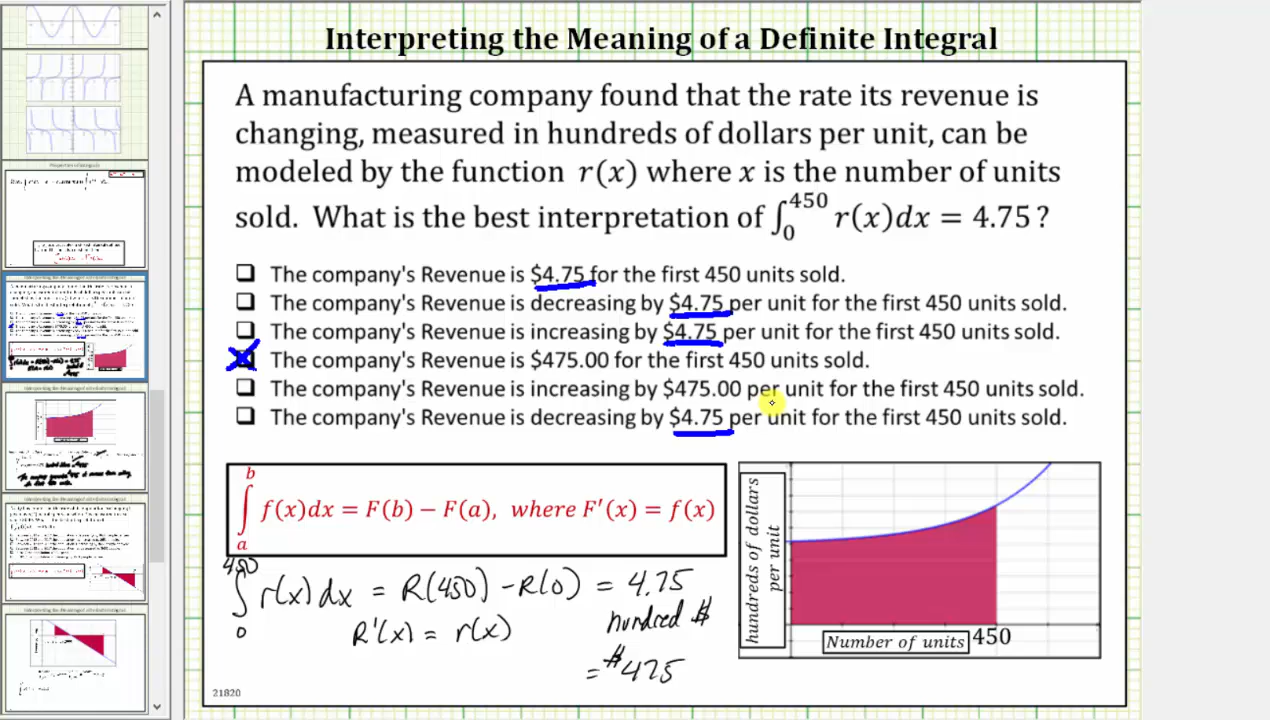 Interpreting the Meaning of a Definite Integral
A manufacturing company found that the rate its revenue is
changing, measured in hundreds of dollars per unit, can be
modeled by the function r(x) where x is the number of units
sold. What is the best interpretation of ∫₀⁴⁵⁰ r(x)dx = 4.75?
❑ The company's Revenue is $4.75 for the first 450 units sold.
❑ The company's Revenue is decreasing by $4.75 per unit for the first 450 units sold.
❑ The company's Revenue is increasing by $4.75 per unit for the first 450 units sold.
❑ The company's Revenue is $475.00 for the first 450 units sold.
❑ The company's Revenue is increasing by $475.00 per unit for the first 450 units sold.
❑ The company's Revenue is decreasing by $4.75 per unit for the first 450 units sold.
b
∫ f(x)dx = F(b) − F(a), where F′(x) = f(x)
a
450
∫ r(x) dx = R(450) - R(0) = 4.75
0
hundred $
R'(x) = r(x)
= $475
hundreds of dollars
per unit
Number of units
450
21820